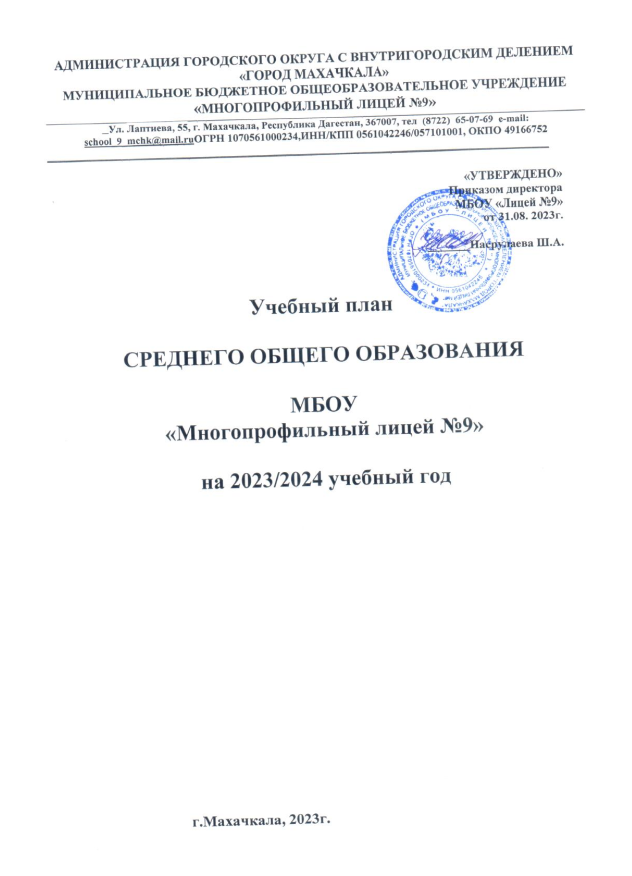 АДМИНИСТРАЦИЯ ГОРОДСКОГО ОКРУГА С ВНУТРИГОРОДСКИМ ДЕЛЕНИЕМ
«ГОРОД МАХАЧКАЛА»
МУНИЦИПАЛЬНОЕ БЮДЖЕТНОЕ ОБЩЕОБРАЗОВАТЕЛЬНОЕ УЧРЕЖДЕНИЕ
«МНОГОПРОФИЛЬНЫЙ ЛИЦЕЙ №9»
_Ул. Лаптиева, 55, г. Махачкала, Республика Дагестан, 367007, тел (8722) 65-07-69 e-mail:
school_9_mchk@mail.ruОГРН 1070561000234,ИНН/КПП 0561042246/057101001, ОКПО 49166752
«УТВЕРЖДЕНО»
Приказом директора
МБОУ «Лицей №9»
от 31.08. 2023г.
Насрулаева Ш.А.
Учебный план
СРЕДНЕГО ОБЩЕГО ОБРАЗОВАНИЯ
МБОУ
«Многопрофильный лицей №9»
на 2023/2024 учебный год
г.Махачкала, 2023г.